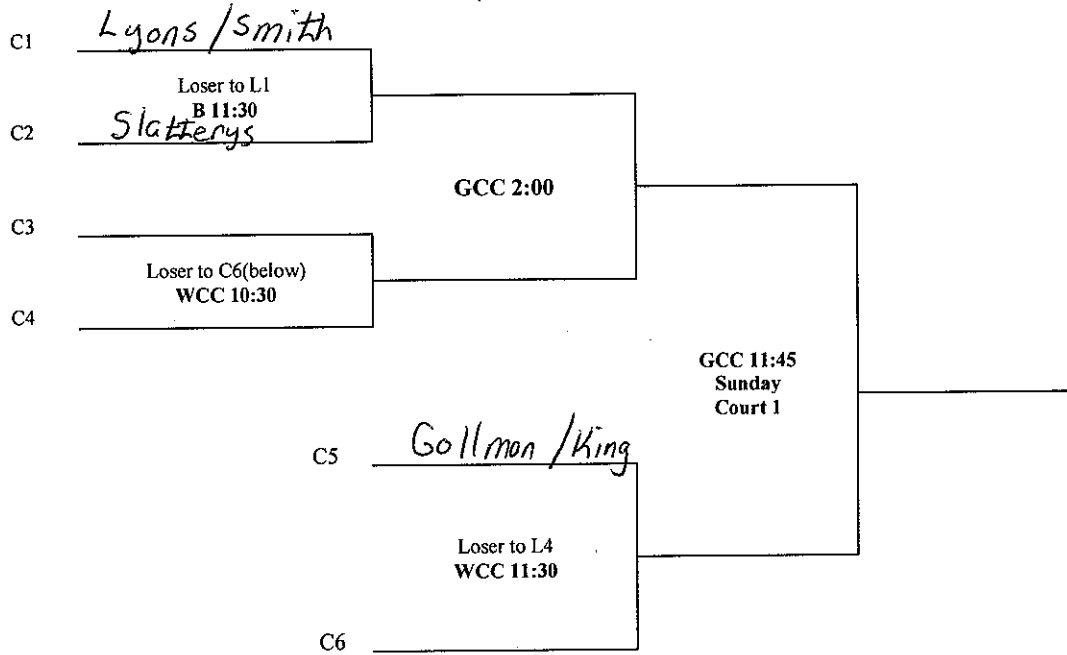 C1 Lyons / Smith
Loser to L1
B 11:30
C2 Slatterys
GCC 2:00
C3
Loser to C6(below)
WCC 10:30
C4
GCC 11:45
Sunday
Court 1
C5 Gollmon / King
Loser to L4
WCC 11:30
C6